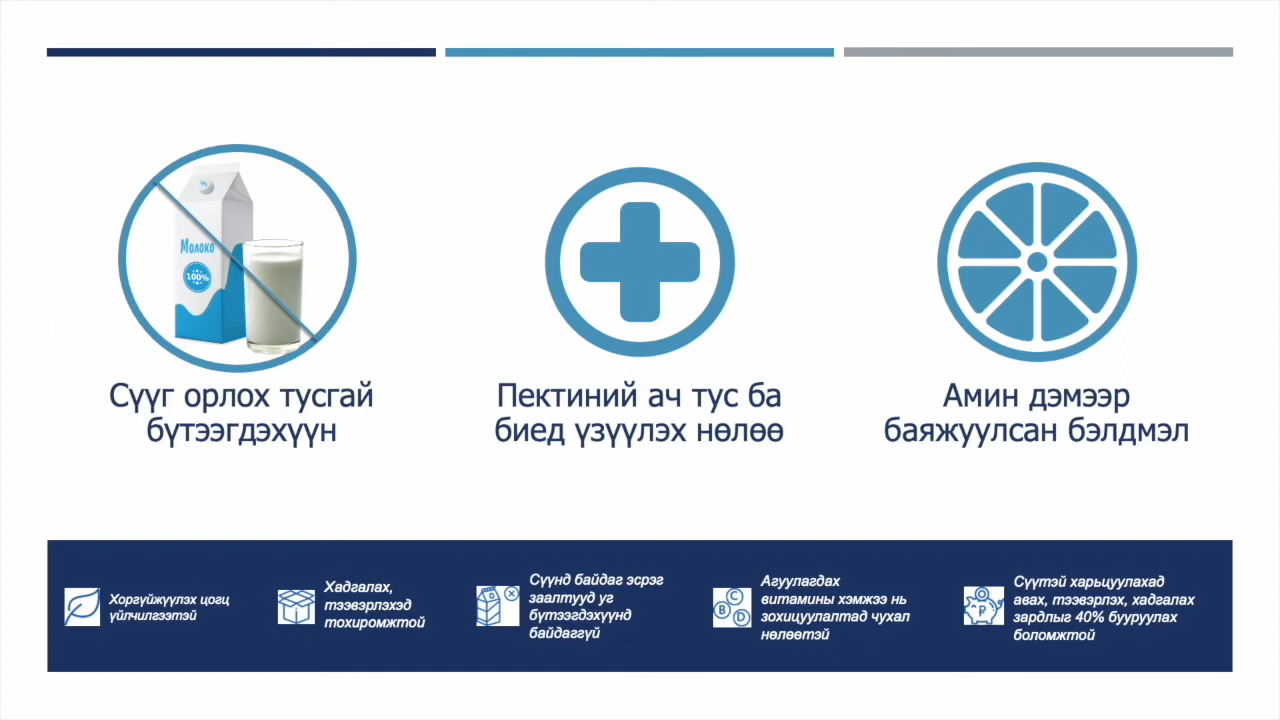 %
Молоко
100%
Сүүг орлох тусгай
бүтээгдэхүүн
Пектиний ач тус ба
биед үзүүлэх нөлөө
Амин дэмээр
баяжуулсан бэлдмэл
Хоргүйжүүлэх цогц
үйлчилгээтэй
Хадгалах,
тээвэрлэхэд
тохиромжтой
Сүүнд байдаг эсрэг
заалтууд уг
бүтээгдэхүүнд
байдаггүй
B C D
Агуулагдах
витамины хэмжээ нь
зохицуулалтад чухал
нөлөөтэй
₽
Сүүтэй харьцуулахад
авах, тээвэрлэх, хадгалах
зардлыг 40% бууруулах
боломжтой